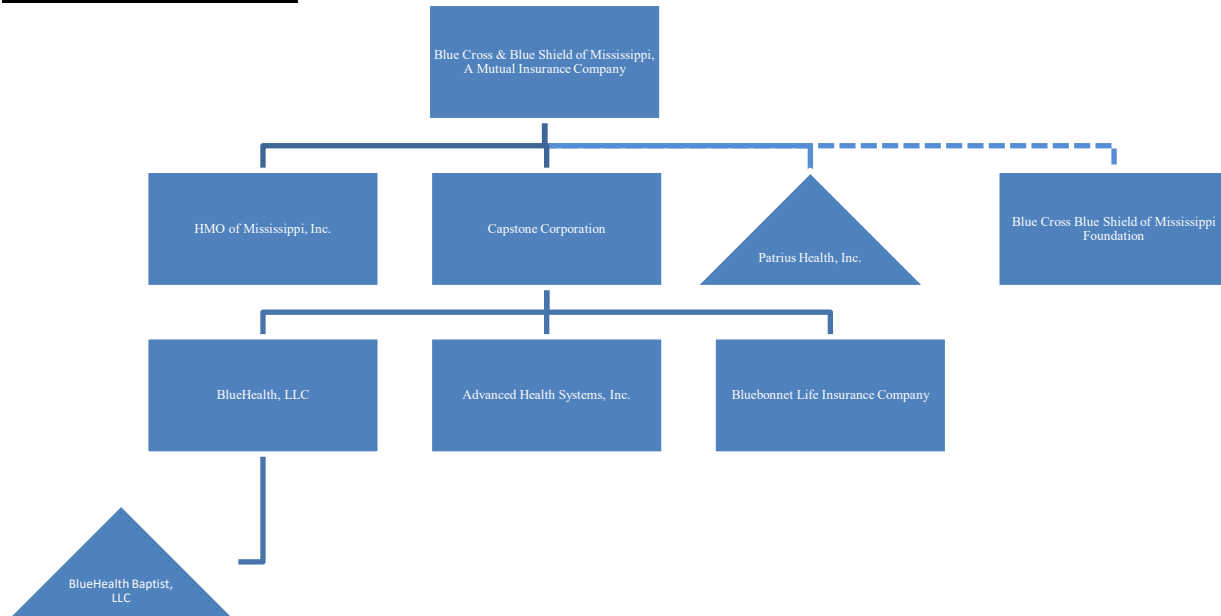 Blue Cross & Blue Shield of Mississippi,
A Mutual Insurance Company
HMO of Mississippi, Inc.
Capstone Corporation
Patrius Health, Inc.
Blue Cross Blue Shield of Mississippi
Foundation
BlueHealth, LLC
Advanced Health Systems, Inc.
Bluebonnet Life Insurance Company
BlueHealth Baptist,
LLC